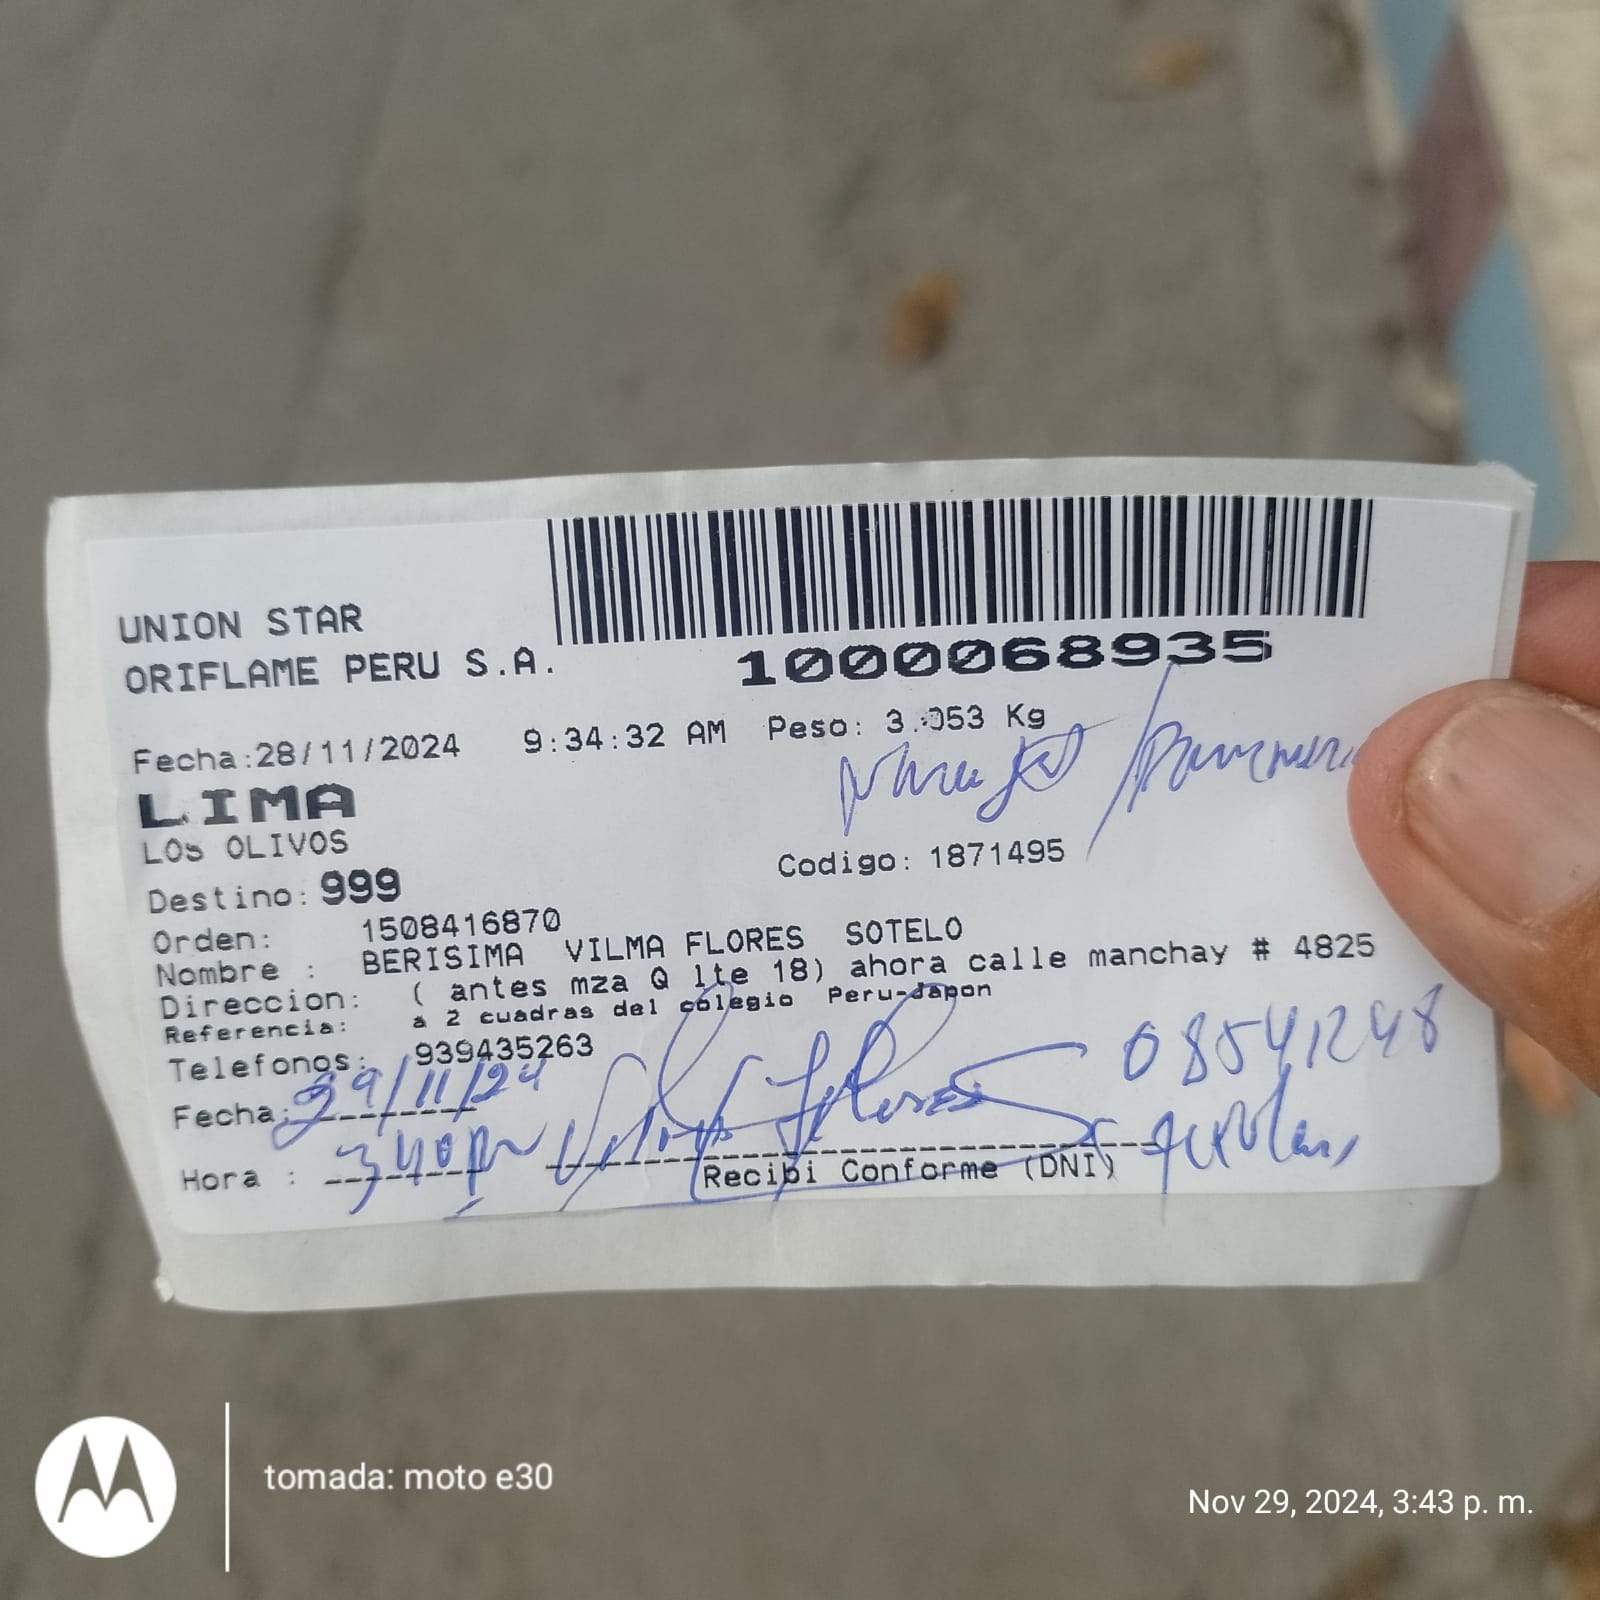 UNION STAR
ORIFLAME PERU S.A.
1000068935
Fecha:28/11/2024 9:34:32 AM Peso: 3.053 Kg
LIMA
LOS OLIVOS
Codigo: 1871495
Destino: 999
Orden: 1508416870
Nombre : BERISIMA VILMA FLORES SOTELO
Direccion: ( antes mza Q lte 18) ahora calle manchay # 4825
Referencia: a 2 cuadras del colegio Peru-Japon
Telefonos: 939435263
08541248
Fecha: 29/11/24
Hora : 340pm
Flores
titular
Recibi Conforme (DNI)
tomada: moto e30
Nov 29, 2024, 3:43 p. m.